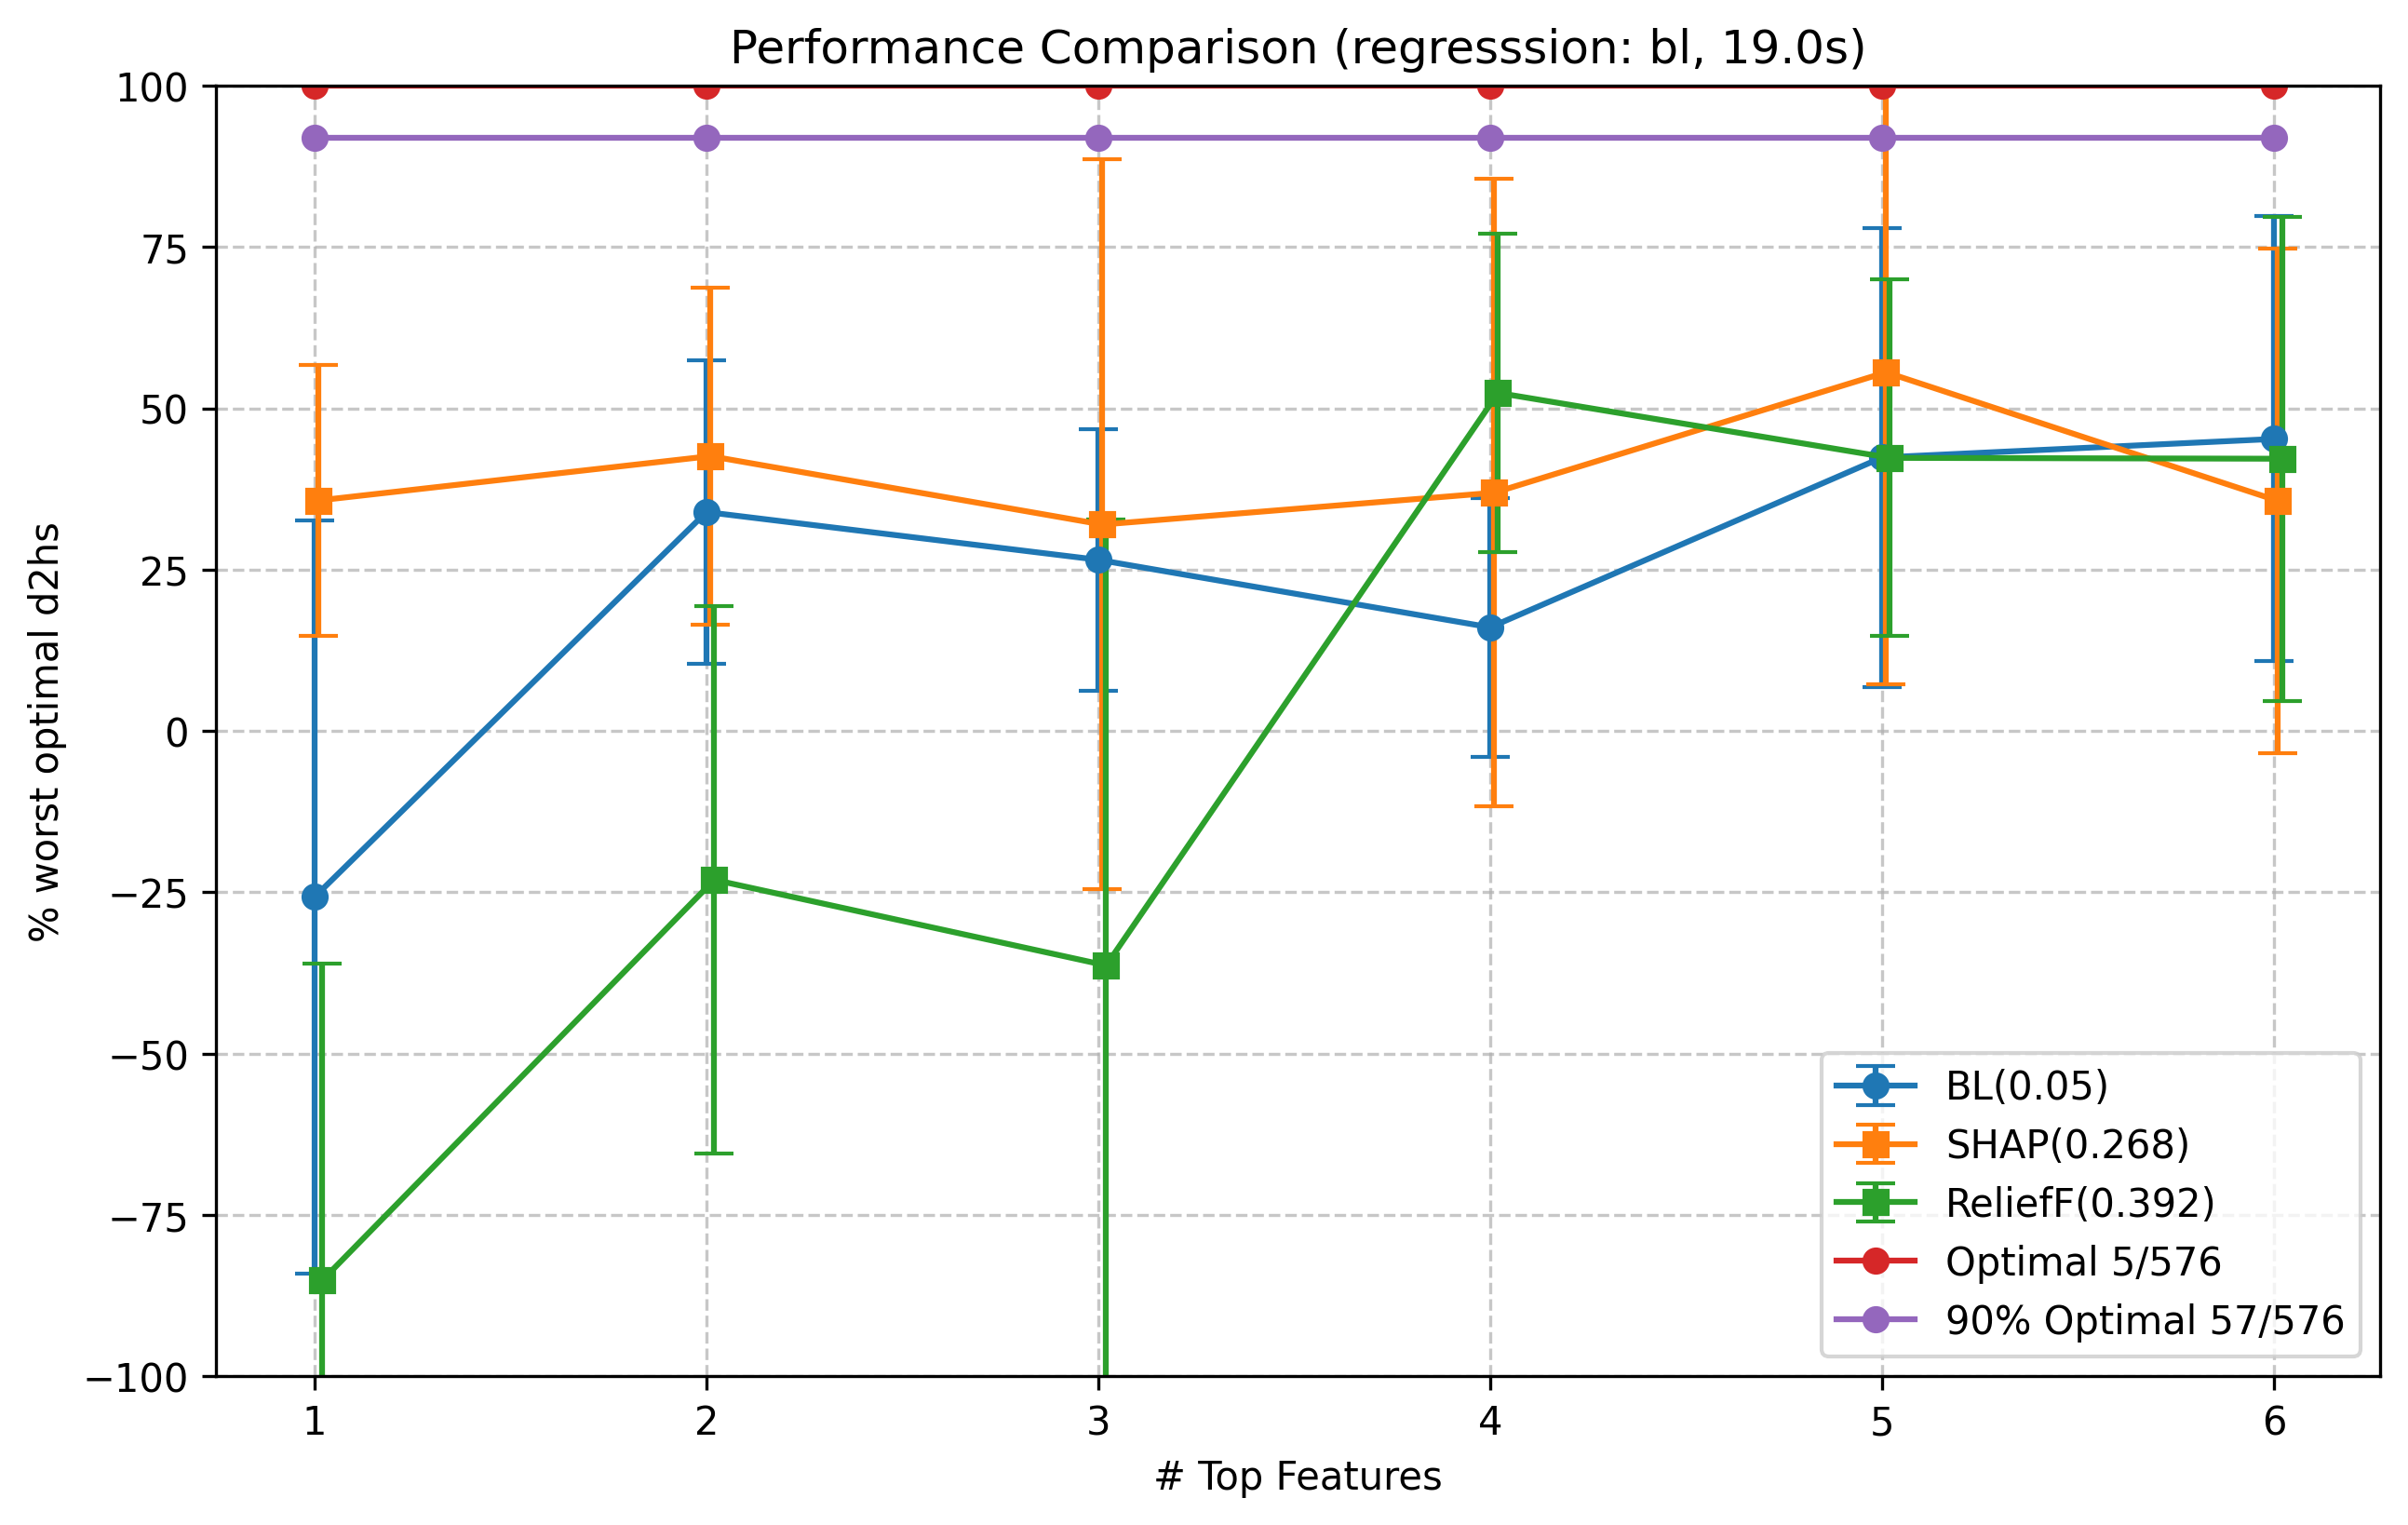 Performance Comparison (regresssion: bl, 19.0s)
% worst optimal d2hs
100
75
50
25
0
−25
−50
−75
−100
1 2 3 4 5 6
# Top Features
BL(0.05)
SHAP(0.268)
ReliefF(0.392)
Optimal 5/576
90% Optimal 57/576